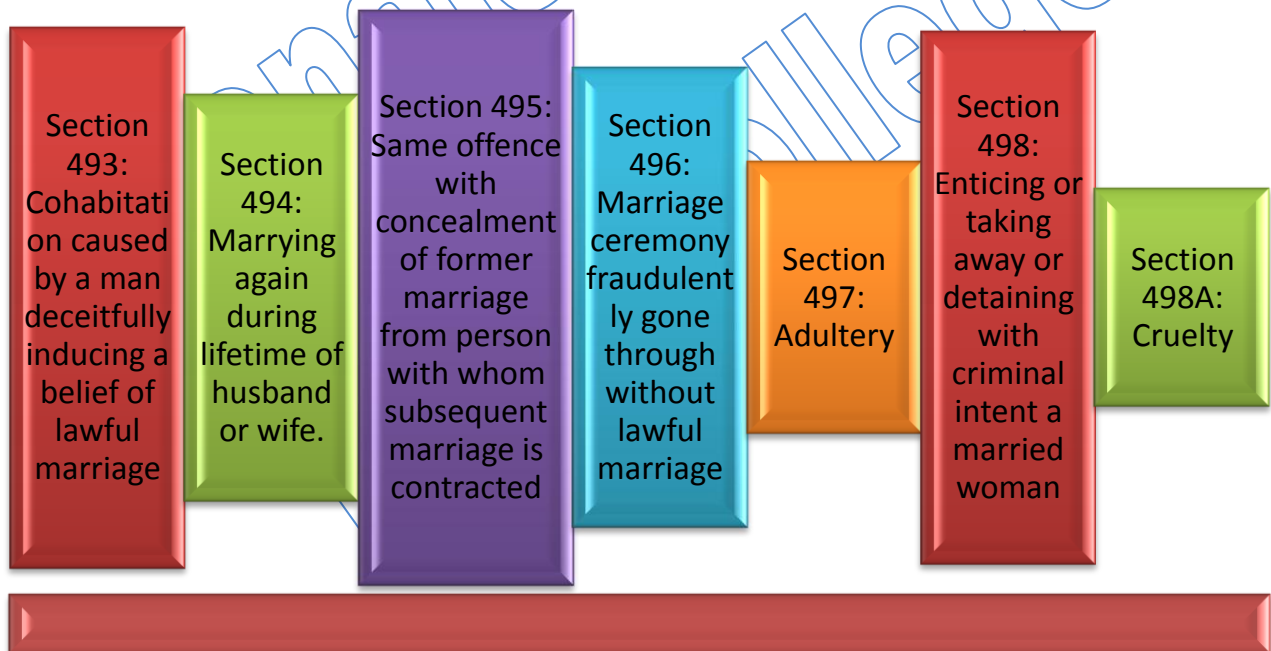 Section
493:
Cohabitati
on caused
by a man
deceitfully
inducing a
belief of
lawful
marriage
Section
494:
Marrying
again
during
lifetime of
husband
or wife.
Section 495:
Same offence
with
concealment
of former
marriage
from person
with whom
subsequent
marriage is
contracted
Section
496:
Marriage
ceremony
fraudulent
ly gone
through
without
lawful
marriage
Section
497:
Adultery
Section
498:
Enticing or
taking
away or
detaining
with
criminal
intent a
married
woman
Section
498A:
Cruelty